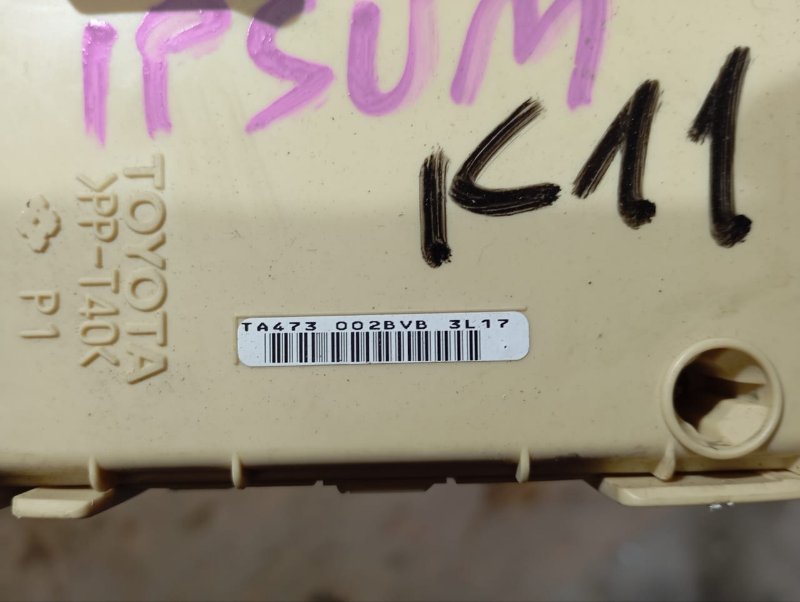 IPSUM
K11
TOYOTA
>PP-T40<
P1
TA473 002BVB 3L17